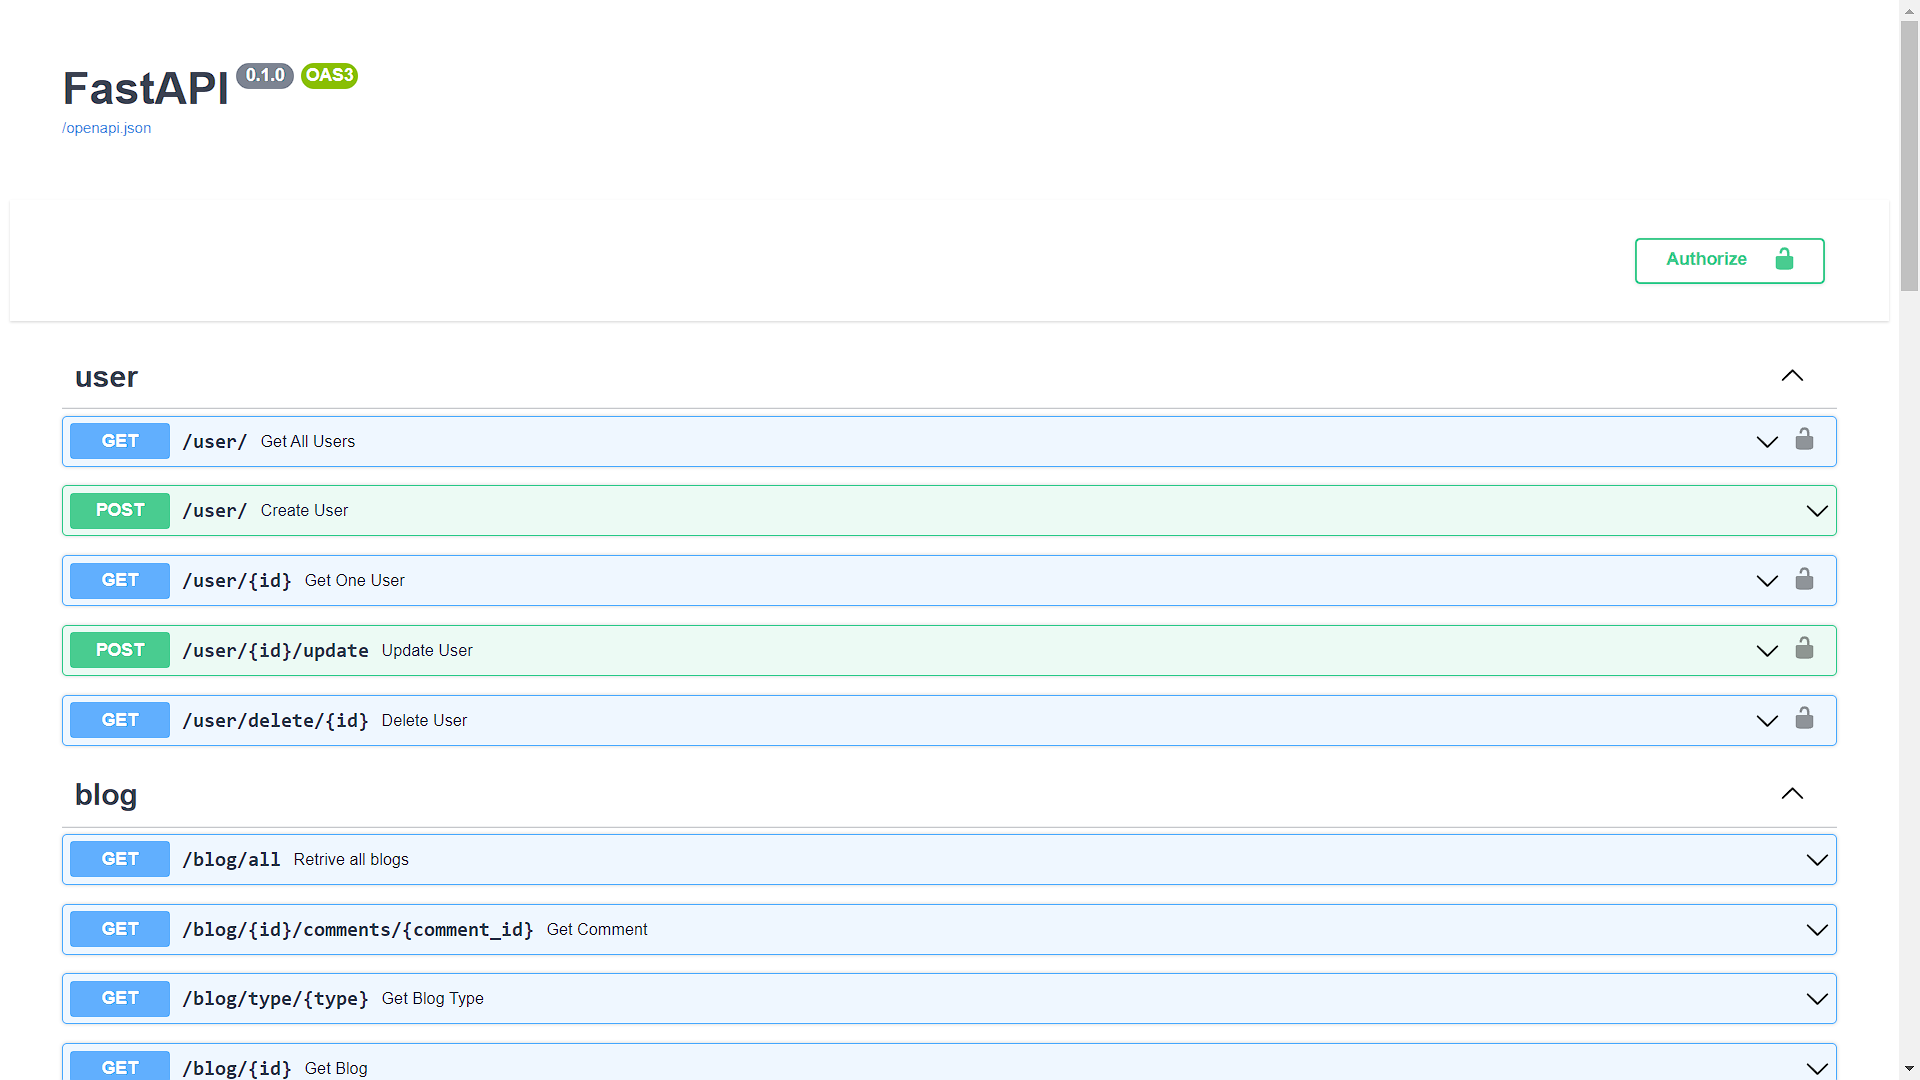 FastAPI 0.1.0 OAS3
/openapi.json
Authorize
user
GET /user/ Get All Users
POST /user/ Create User
GET /user/{id} Get One User
POST /user/{id}/update Update User
GET /user/delete/{id} Delete User
blog
GET /blog/all Retrive all blogs
GET /blog/{id}/comments/{comment_id} Get Comment
GET /blog/type/{type} Get Blog Type
GET /blog/{id} Get Blog